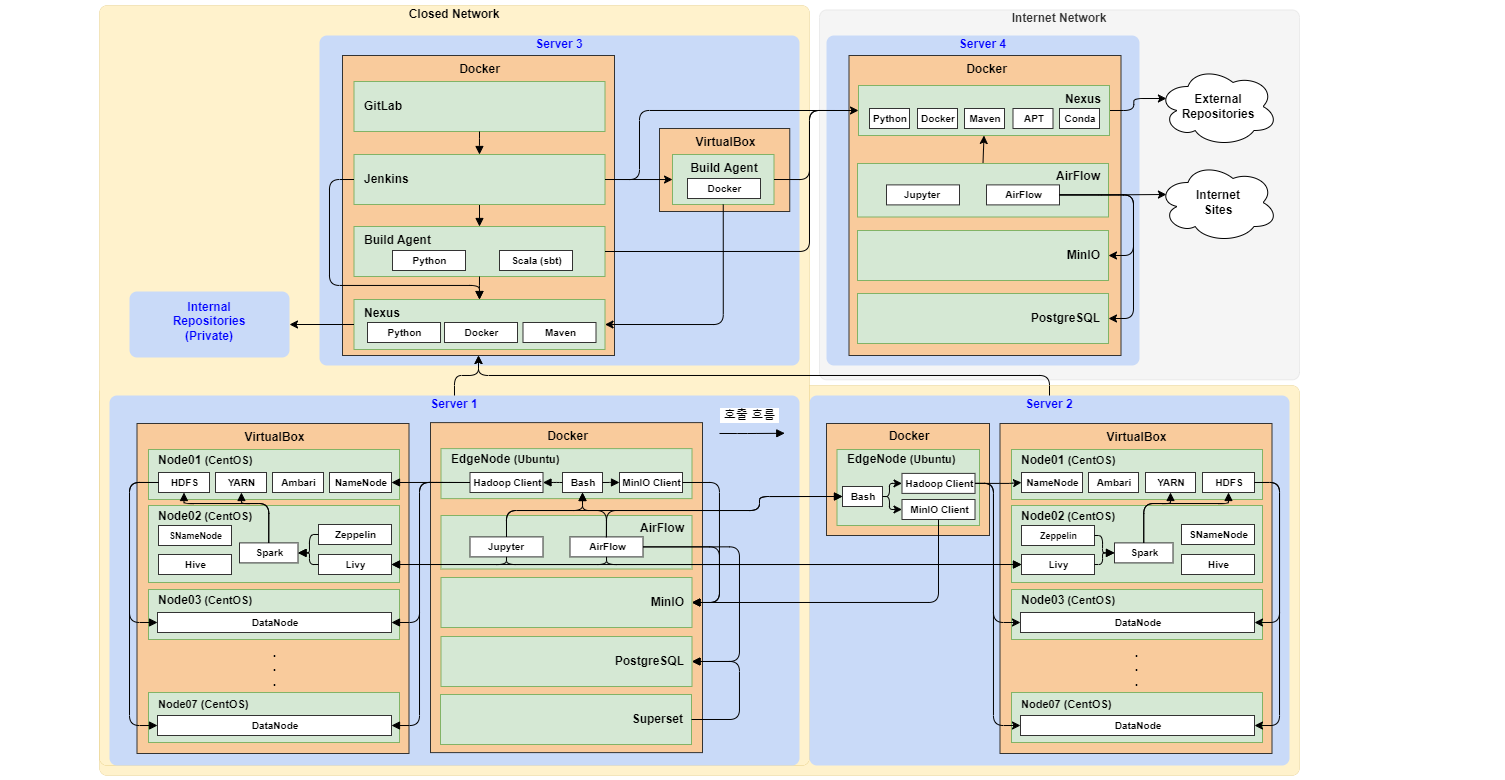 Closed Network
Server 3
Docker
GitLab
Jenkins
Build Agent
Python
Scala (sbt)
Nexus
Python
Docker
Maven
VirtualBox
Build Agent
Docker
Internal
Repositories
(Private)
Internet Network
Server 4
Docker
Nexus
Python
Docker
Maven
APT
Conda
AirFlow
Jupyter
AirFlow
MinIO
PostgreSQL
External
Repositories
Internet
Sites
Server 1
호출 흐름
VirtualBox
Node01 (CentOS)
HDFS
YARN
Ambari
NameNode
Node02 (CentOS)
SNameNode
Zeppelin
Spark
Hive
Livy
Node03 (CentOS)
DataNode
.
.
.
Node07 (CentOS)
DataNode
Docker
EdgeNode (Ubuntu)
Hadoop Client
Bash
MinIO Client
AirFlow
Jupyter
AirFlow
MinIO
PostgreSQL
Superset
Server 2
Docker
EdgeNode (Ubuntu)
Bash
Hadoop Client
MinIO Client
VirtualBox
Node01 (CentOS)
NameNode
Ambari
YARN
HDFS
Node02 (CentOS)
Zeppelin
SNameNode
Spark
Livy
Hive
Node03 (CentOS)
DataNode
.
.
.
Node07 (CentOS)
DataNode